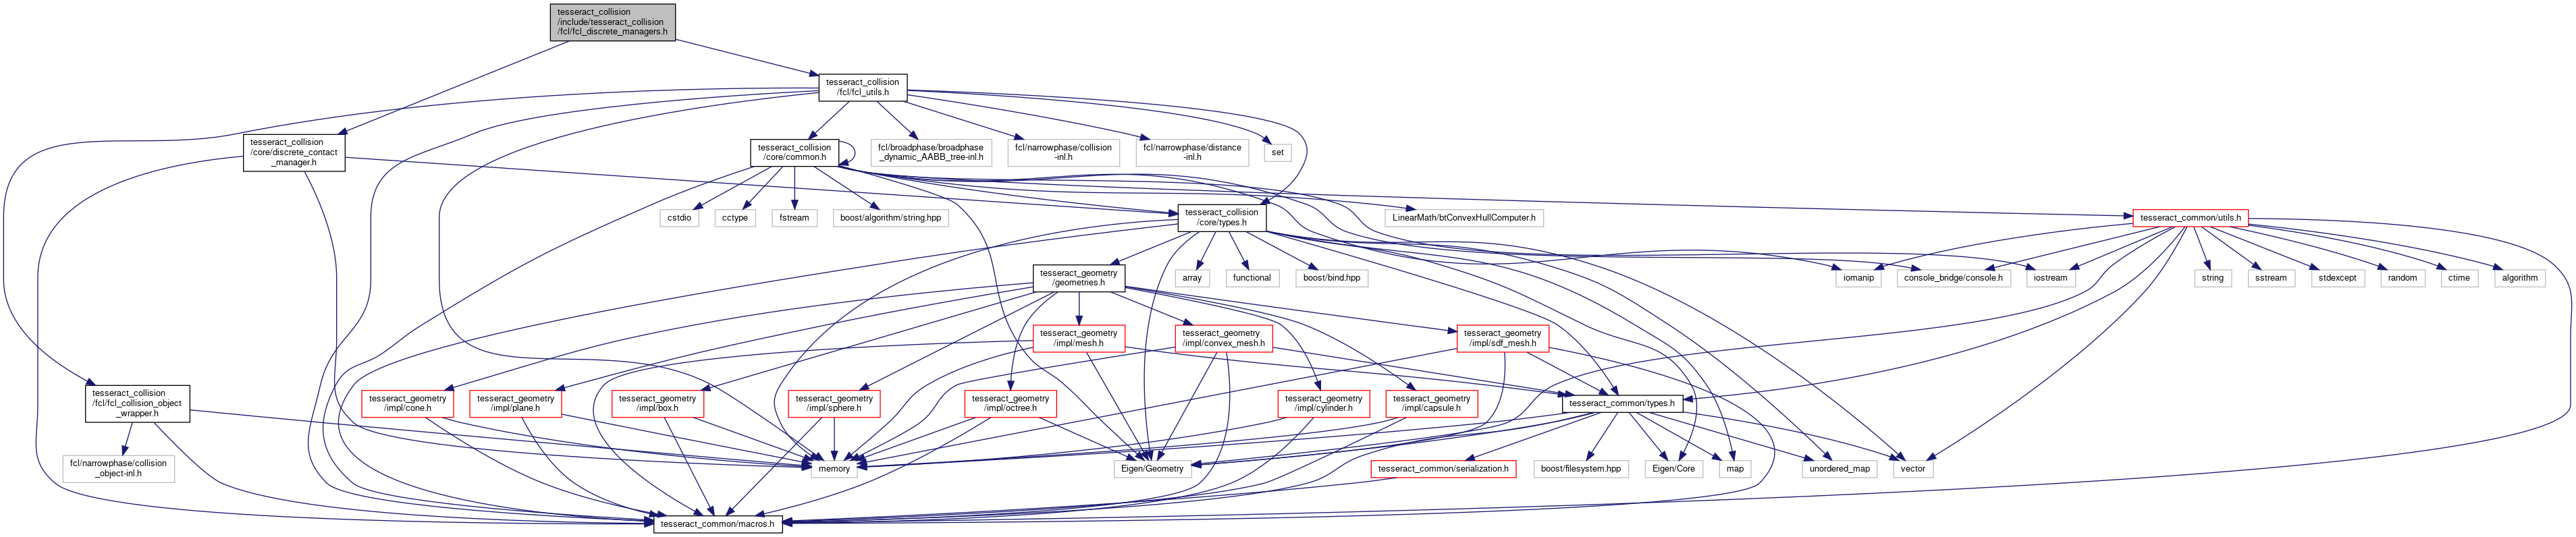 tesseract_collision
/include/tesseract_collision
/fcl/fcl_discrete_managers.h
tesseract_collision
/fcl/fcl_utils.h
tesseract_collision
/core/discrete_contact
_manager.h
tesseract_collision
/core/common.h
fcl/broadphase/broadphase
_dynamic_AABB_tree-inl.h
fcl/narrowphase/collision
-inl.h
fcl/narrowphase/distance
-inl.h
set
cstdio
cctype
fstream
boost/algorithm/string.hpp
tesseract_collision
/core/types.h
LinearMath/btConvexHullComputer.h
tesseract_common/utils.h
tesseract_geometry
/geometries.h
array
functional
boost/bind.hpp
iomanip
console_bridge/console.h
iostream
string
sstream
stdexcept
random
ctime
algorithm
tesseract_geometry
/impl/mesh.h
tesseract_geometry
/impl/convex_mesh.h
tesseract_geometry
/impl/sdf_mesh.h
tesseract_collision
/fcl/fcl_collision_object
_wrapper.h
tesseract_geometry
/impl/cone.h
tesseract_geometry
/impl/plane.h
tesseract_geometry
/impl/box.h
tesseract_geometry
/impl/sphere.h
tesseract_geometry
/impl/octree.h
tesseract_geometry
/impl/cylinder.h
tesseract_geometry
/impl/capsule.h
tesseract_common/types.h
fcl/narrowphase/collision
_object-inl.h
memory
Eigen/Geometry
tesseract_common/serialization.h
boost/filesystem.hpp
Eigen/Core
map
unordered_map
vector
tesseract_common/macros.h